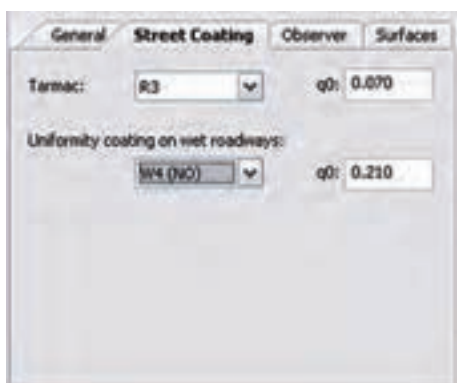 General Street Coating Observer Surfaces
Tarmac: R3 q0: 0.070
Uniformity coating on wet roadways:
W4 (NO) q0: 0.210